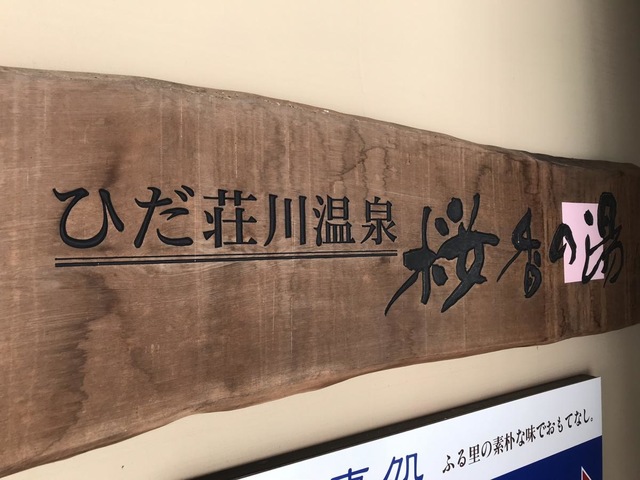 ひだ荘川温泉 桜香の湯
ふる里の素朴な味でおもてなし。